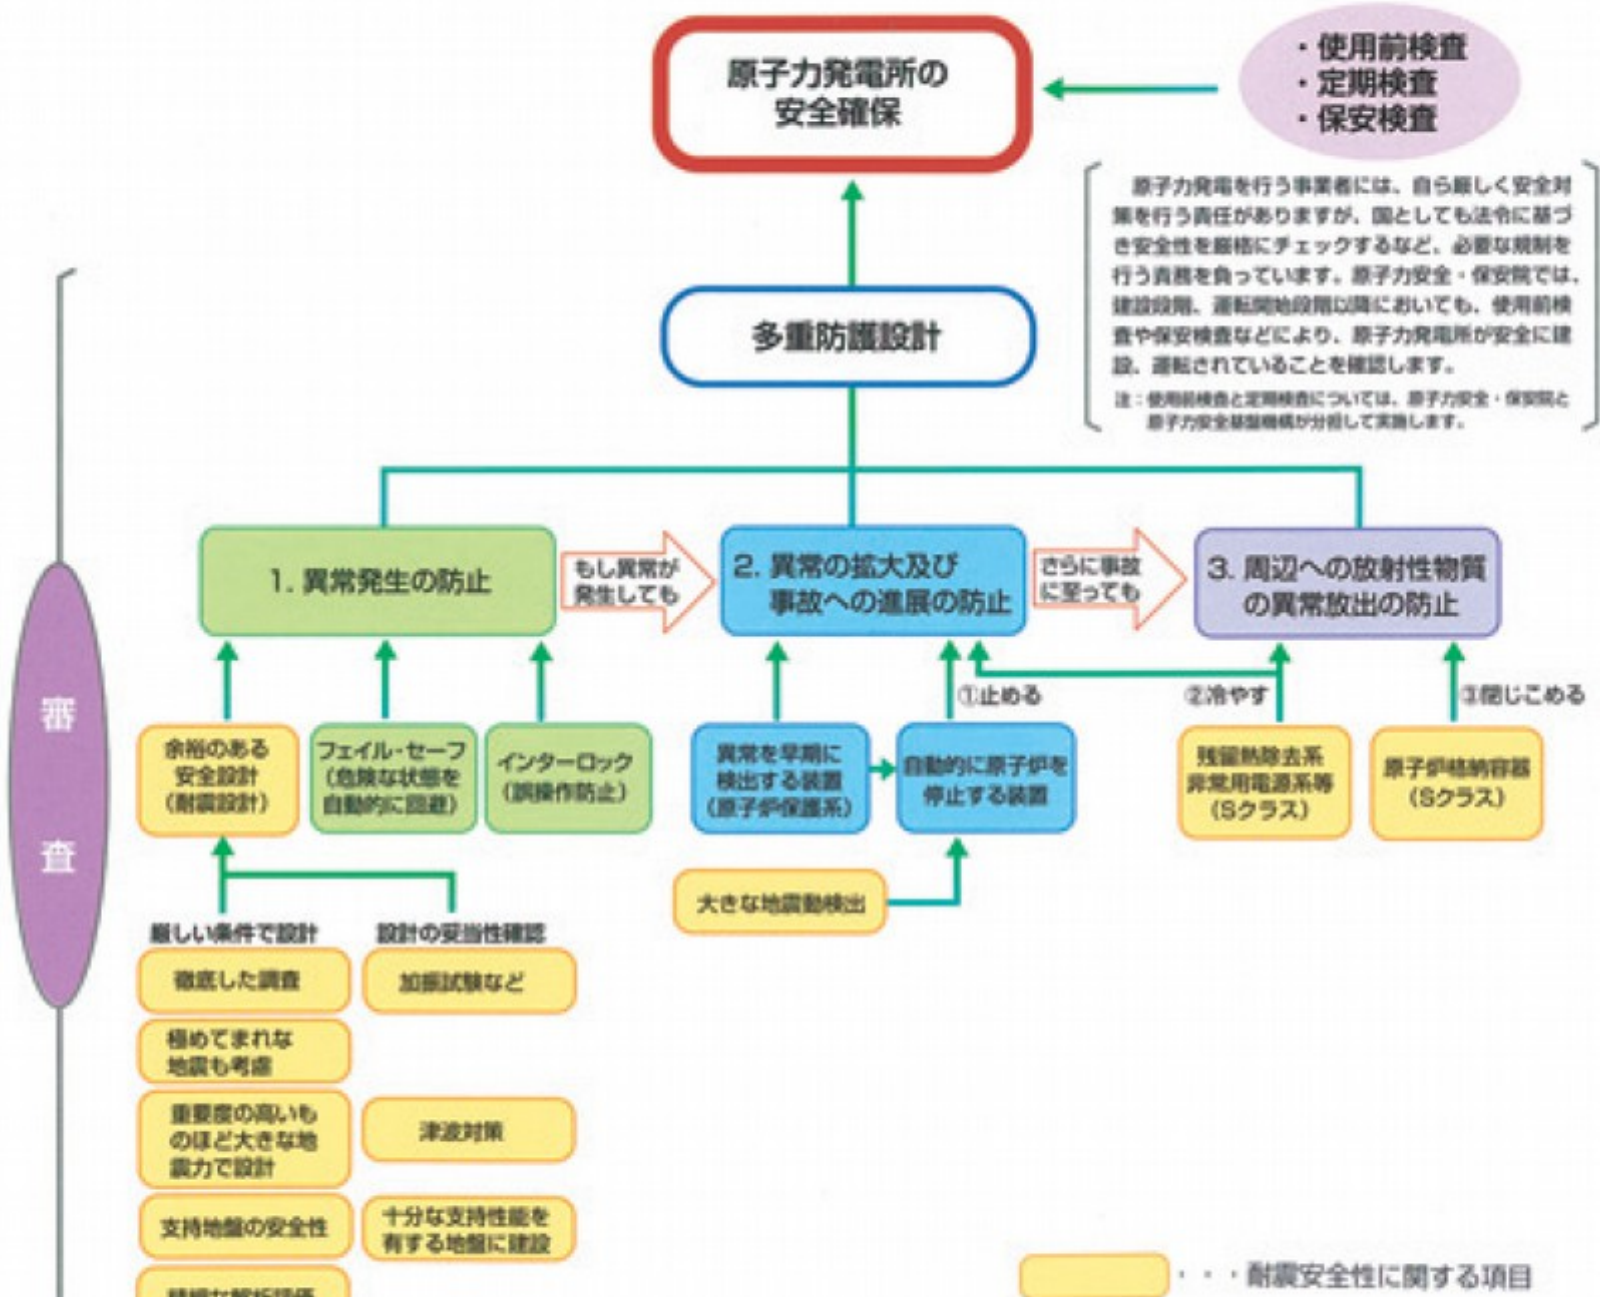 原子力発電所の
安全確保
・使用前検査
・定期検査
・保安検査
原子力発電を行う事業者には、自ら厳しく安全対
策を行う責任がありますが、国としても法令に基づ
き安全性を厳格にチェックするなど、必要な規制を
行う責務を負っています。原子力安全・保安院では、
建設段階、運転開始段階以降においても、使用前検
査や保安検査などにより、原子力発電所が安全に建
設、運転されていることを確認します。
注：使用前検査と定期検査については、原子力安全・保安院と
原子力安全基盤機構が分担して実施します。
多重防護設計
審
査
1. 異常発生の防止
もし異常が
発生しても
2. 異常の拡大及び
事故への進展の防止
さらに事故
に至っても
3. 周辺への放射性物質
の異常放出の防止
①止める
②冷やす
③閉じこめる
余裕のある
安全設計
（耐震設計）
フェイル・セーフ
（危険な状態を
自動的に回避）
インターロック
（誤操作防止）
異常を早期に
検出する装置
（原子炉保護系）
自動的に原子炉を
停止する装置
残留熱除去系
非常用電源系等
（Sクラス）
原子炉格納容器
（Sクラス）
大きな地震動検出
厳しい条件で設計
設計の妥当性確認
徹底した調査
加振試験など
極めてまれな
地震も考慮
重要度の高いも
のほど大きな地
震力で設計
津波対策
支持地盤の安全性
十分な支持性能を
有する地盤に建設
精細な解析評価
・・・耐震安全性に関する項目